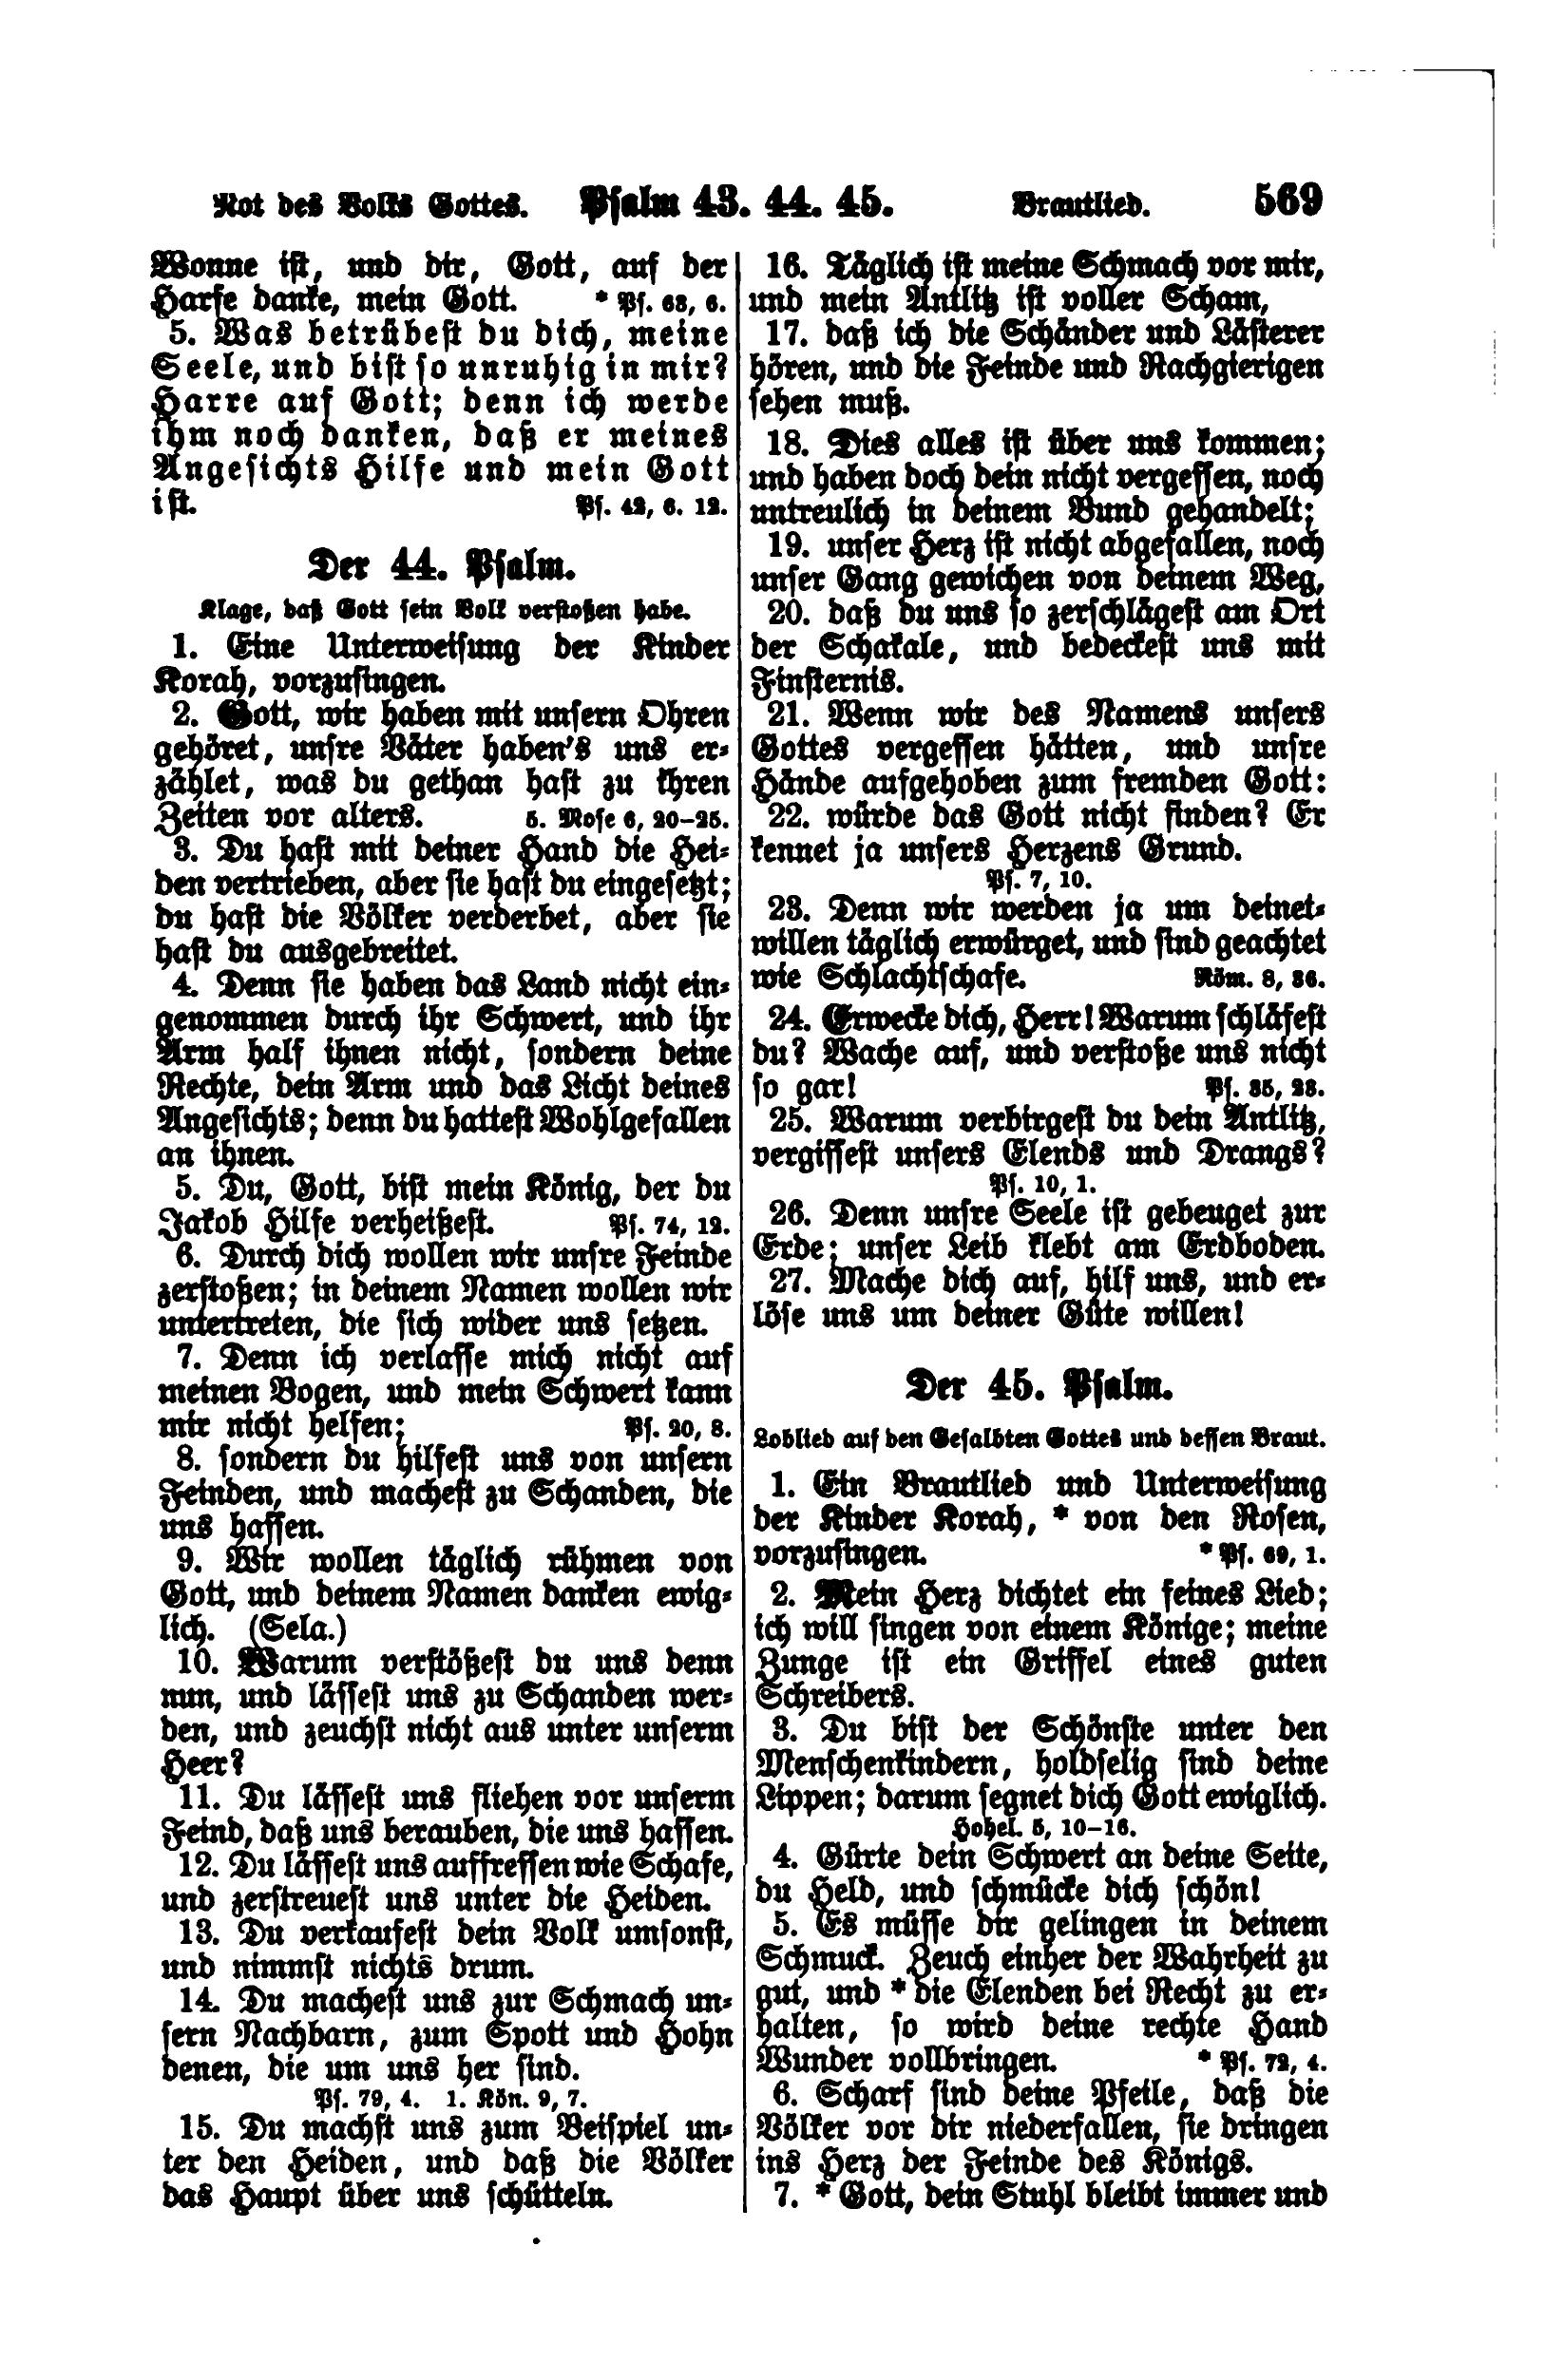 Not des Volks Gottes. Psalm 43. 44. 45. Brautlied. 569
Wonne ist, und dir, Gott, auf der
Harfe danke, mein Gott. * Ps. 68, 6.
5. Was betrübest du dich, meine
Seele, und bist so unruhig in mir?
Harre auf Gott; denn ich werde
ihm noch danken, daß er meines
Angesichts Hilfe und mein Gott
ist. Ps. 42, 6. 12.
Der 44. Psalm.
Klage, daß Gott sein Volk verstoßen habe.
1. Eine Unterweisung der Kinder
Korah, vorzusingen.
2. Gott, wir haben mit unsern Ohren
gehöret, unsre Väter haben's uns er-
zählet, was du gethan hast zu ihren
Zeiten vor alters. 5. Mose 6, 20–25.
3. Du hast mit deiner Hand die Hei-
den vertrieben, aber sie hast du eingesetzt;
du hast die Völker verderbet, aber sie
hast du ausgebreitet.
4. Denn sie haben das Land nicht ein-
genommen durch ihr Schwert, und ihr
Arm half ihnen nicht, sondern deine
Rechte, dein Arm und das Licht deines
Angesichts; denn du hattest Wohlgefallen
an ihnen.
5. Du, Gott, bist mein König, der du
Jakob Hilfe verheißest. Ps. 74, 12.
6. Durch dich wollen wir unsre Feinde
zerstoßen; in deinem Namen wollen wir
untertreten, die sich wider uns setzen.
7. Denn ich verlasse mich nicht auf
meinen Bogen, und mein Schwert kann
mir nicht helfen; Ps. 20, 8.
8. sondern du hilfest uns von unsern
Feinden, und machest zu Schanden, die
uns hassen.
9. Wir wollen täglich rühmen von
Gott, und deinem Namen danken ewig-
lich. (Sela.)
10. Warum verstößest du uns denn
nun, und lässest uns zu Schanden wer-
den, und zeuchst nicht aus unter unserm
Heer?
11. Du lässest uns fliehen vor unserm
Feind, daß uns berauben, die uns hassen.
12. Du lässest uns auffressen wie Schafe,
und zerstreuest uns unter die Heiden.
13. Du verkaufest dein Volk umsonst,
und nimmst nichts drum.
14. Du machest uns zur Schmach un-
sern Nachbarn, zum Spott und Hohn
denen, die um uns her sind.
Ps. 79, 4. 1. Kön. 9, 7.
15. Du machst uns zum Beispiel un-
ter den Heiden, und daß die Völker
das Haupt über uns schütteln.
16. Täglich ist meine Schmach vor mir,
und mein Antlitz ist voller Scham,
17. daß ich die Schänder und Lästerer
hören, und die Feinde und Rachgierigen
sehen muß.
18. Dies alles ist über uns kommen;
und haben doch dein nicht vergessen, noch
untreulich in deinem Bund gehandelt;
19. unser Herz ist nicht abgefallen, noch
unser Gang gewichen von deinem Weg,
20. daß du uns so zerschlägest am Ort
der Schakale, und bedeckest uns mit
Finsternis.
21. Wenn wir des Namens unsers
Gottes vergessen hätten, und unsre
Hände aufgehoben zum fremden Gott:
22. würde das Gott nicht finden? Er
kennet ja unsers Herzens Grund.
Ps. 7, 10.
23. Denn wir werden ja um deinet-
willen täglich erwürget, und sind geachtet
wie Schlachtschafe. Röm. 8, 36.
24. Erwecke dich, Herr! Warum schläfest
du? Wache auf, und verstoße uns nicht
so gar! Ps. 35, 23.
25. Warum verbirgest du dein Antlitz,
vergissest unsers Elends und Drangs?
Ps. 10, 1.
26. Denn unsre Seele ist gebeuget zur
Erde; unser Leib klebt am Erdboden.
27. Mache dich auf, hilf uns, und er-
löse uns um deiner Güte willen!
Der 45. Psalm.
Loblied auf den Gesalbten Gottes und dessen Braut.
1. Ein Brautlied und Unterweisung
der Kinder Korah, * von den Rosen,
vorzusingen. * Ps. 69, 1.
2. Mein Herz dichtet ein feines Lied;
ich will singen von einem Könige; meine
Zunge ist ein Griffel eines guten
Schreibers.
3. Du bist der Schönste unter den
Menschenkindern, holdselig sind deine
Lippen; darum segnet dich Gott ewiglich.
Hohel. 5, 10–16.
4. Gürte dein Schwert an deine Seite,
du Held, und schmücke dich schön!
5. Es müsse dir gelingen in deinem
Schmuck. Zeuch einher der Wahrheit zu
gut, und * die Elenden bei Recht zu er-
halten, so wird deine rechte Hand
Wunder vollbringen. * Ps. 72, 4.
6. Scharf sind deine Pfeile, daß die
Völker vor dir niederfallen, sie dringen
ins Herz der Feinde des Königs.
7. * Gott, dein Stuhl bleibt immer und